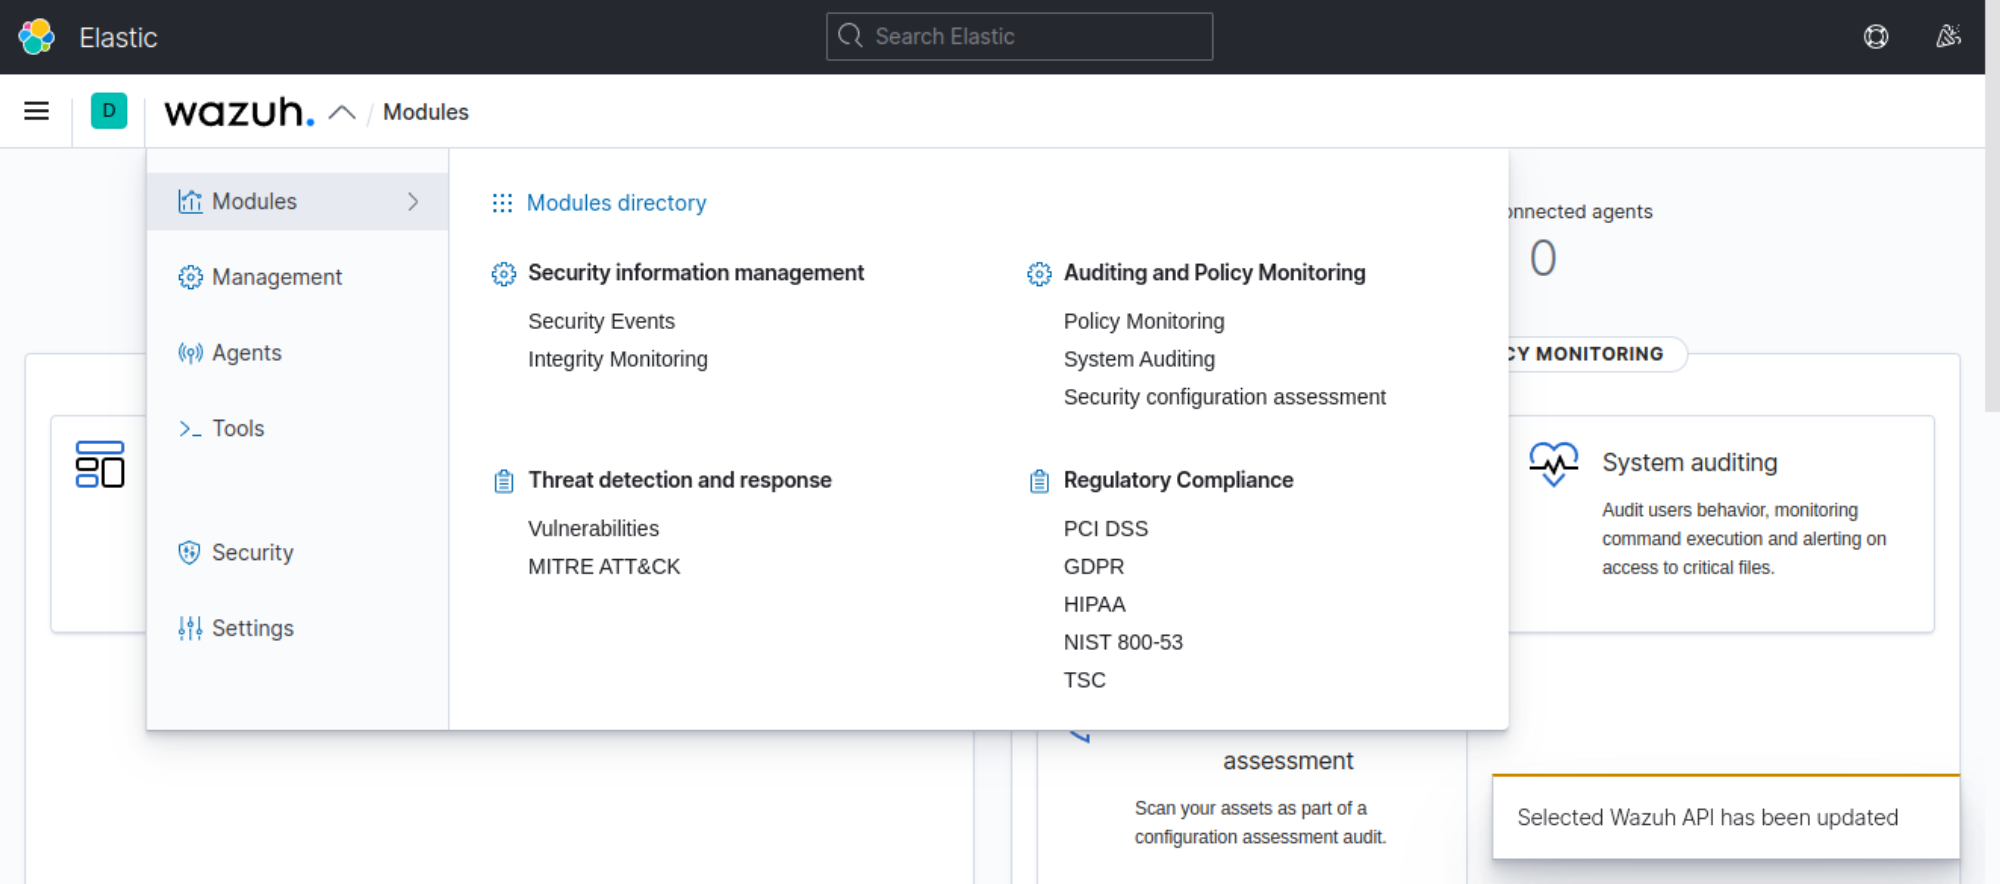 Elastic
Search Elastic
D
wazuh.
/ Modules
Modules
Management
Agents
>_ Tools
Security
Settings
Modules directory
Security information management
Security Events
Integrity Monitoring
Auditing and Policy Monitoring
Policy Monitoring
System Auditing
Security configuration assessment
Threat detection and response
Vulnerabilities
MITRE ATT&CK
Regulatory Compliance
PCI DSS
GDPR
HIPAA
NIST 800-53
TSC
onnected agents
0
CY MONITORING
System auditing
Audit users behavior, monitoring
command execution and alerting on
access to critical files.
assessment
Scan your assets as part of a
configuration assessment audit.
Selected Wazuh API has been updated